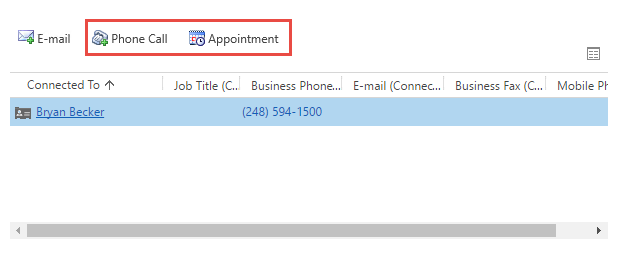 E-mail Phone Call Appointment
Connected To Job Title (C... Business Phone... E-mail (Connec... Business Fax (C... Mobile Ph
Bryan Becker (248) 594-1500